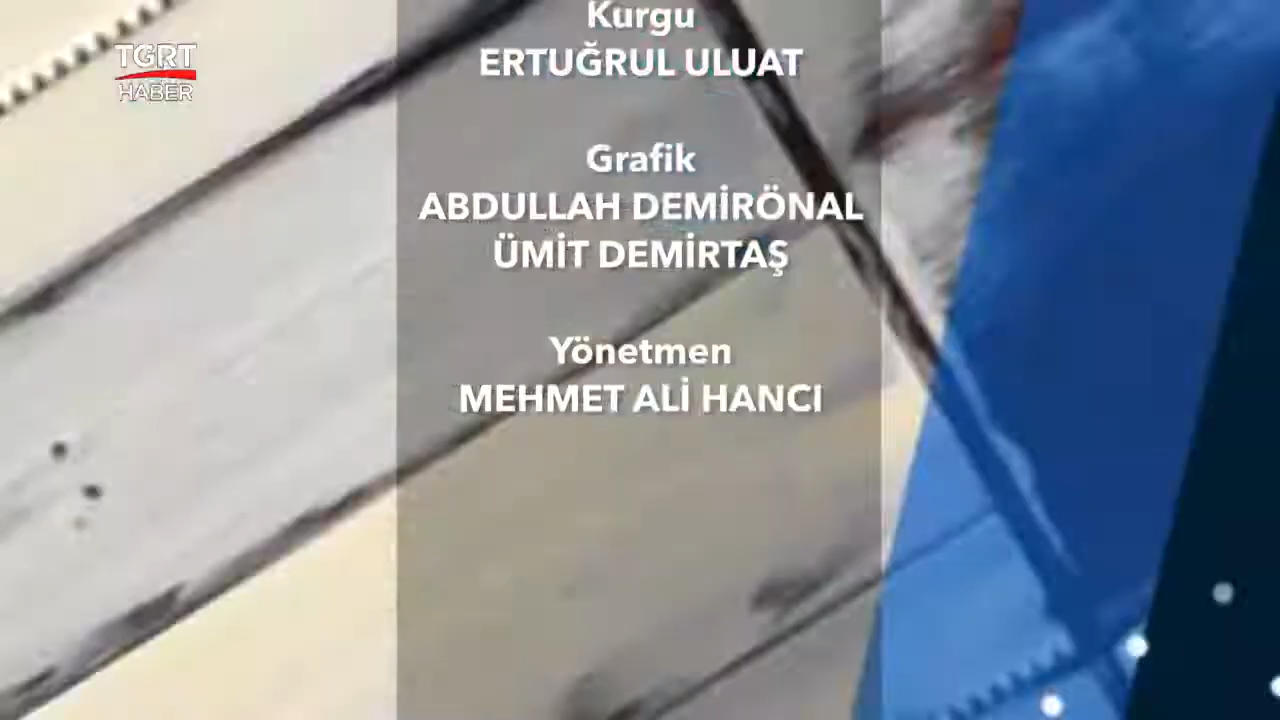 TGRT
HABER
Kurgu
ERTUĞRUL ULUAT
Grafik
ABDULLAH DEMİRÖNAL
ÜMİT DEMİRTAŞ
Yönetmen
MEHMET ALİ HANCI